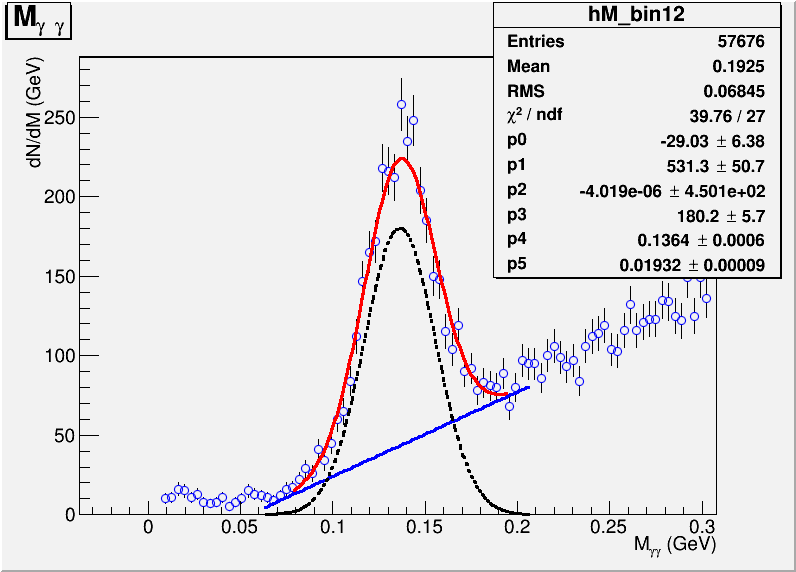 Mγ γ
hM_bin12
Entries 57676
Mean 0.1925
RMS 0.06845
χ² / ndf 39.76 / 27
p0 -29.03 ± 6.38
p1 531.3 ± 50.7
p2 -4.019e-06 ± 4.501e+02
p3 180.2 ± 5.7
p4 0.1364 ± 0.0006
p5 0.01932 ± 0.00009
dN/dM (GeV)
250
200
150
100
50
0
0 0.05 0.1 0.15 0.2 0.25 0.3
Mγγ (GeV)